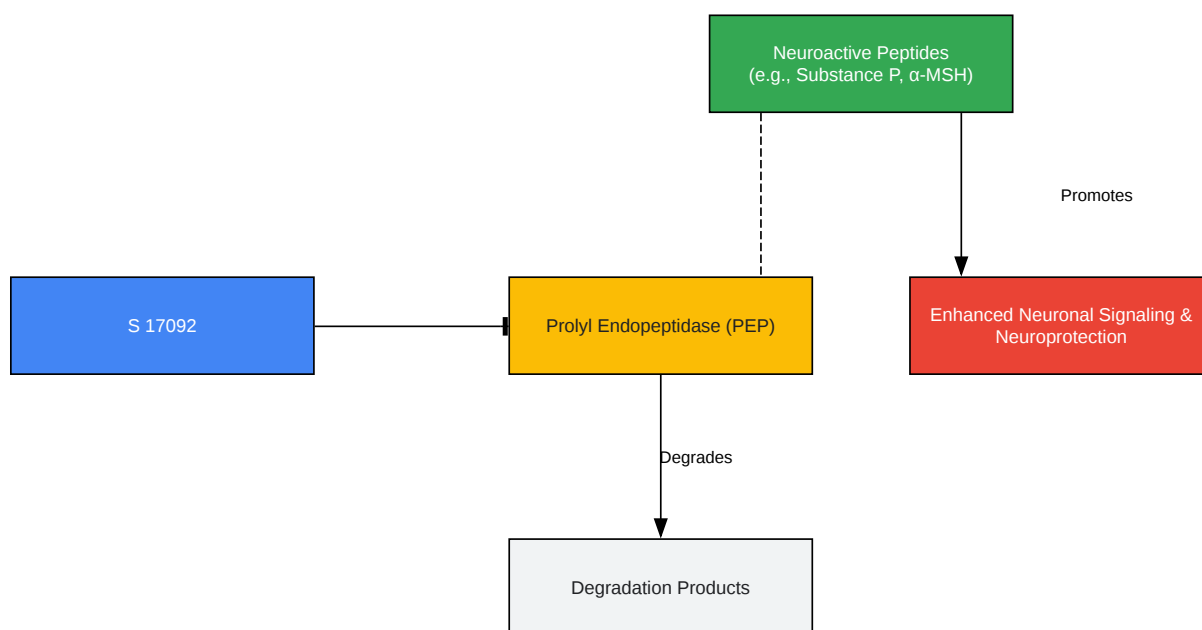 Neuroactive Peptides
(e.g., Substance P, α-MSH)
Promotes
S 17092
Prolyl Endopeptidase (PEP)
Enhanced Neuronal Signaling &
Neuroprotection
Degrades
Degradation Products